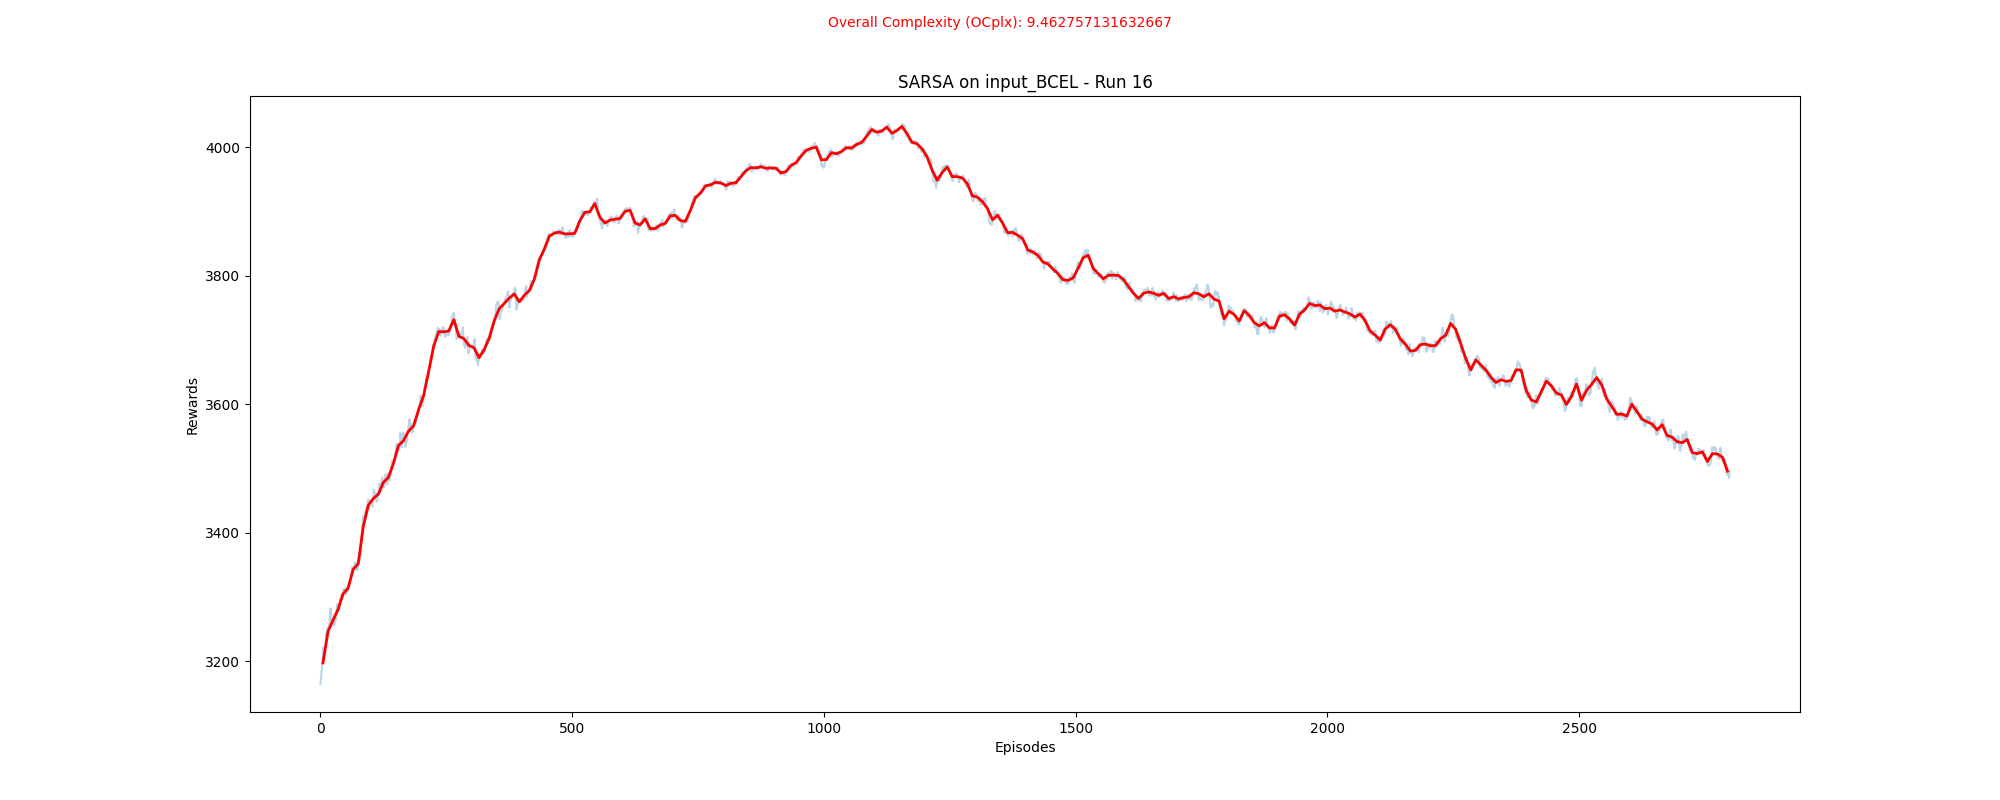 Overall Complexity (OCplx): 9.462757131632667
SARSA on input_BCEL - Run 16
4000
3800
3600
3400
3200
Rewards
0
500
1000
1500
2000
2500
Episodes